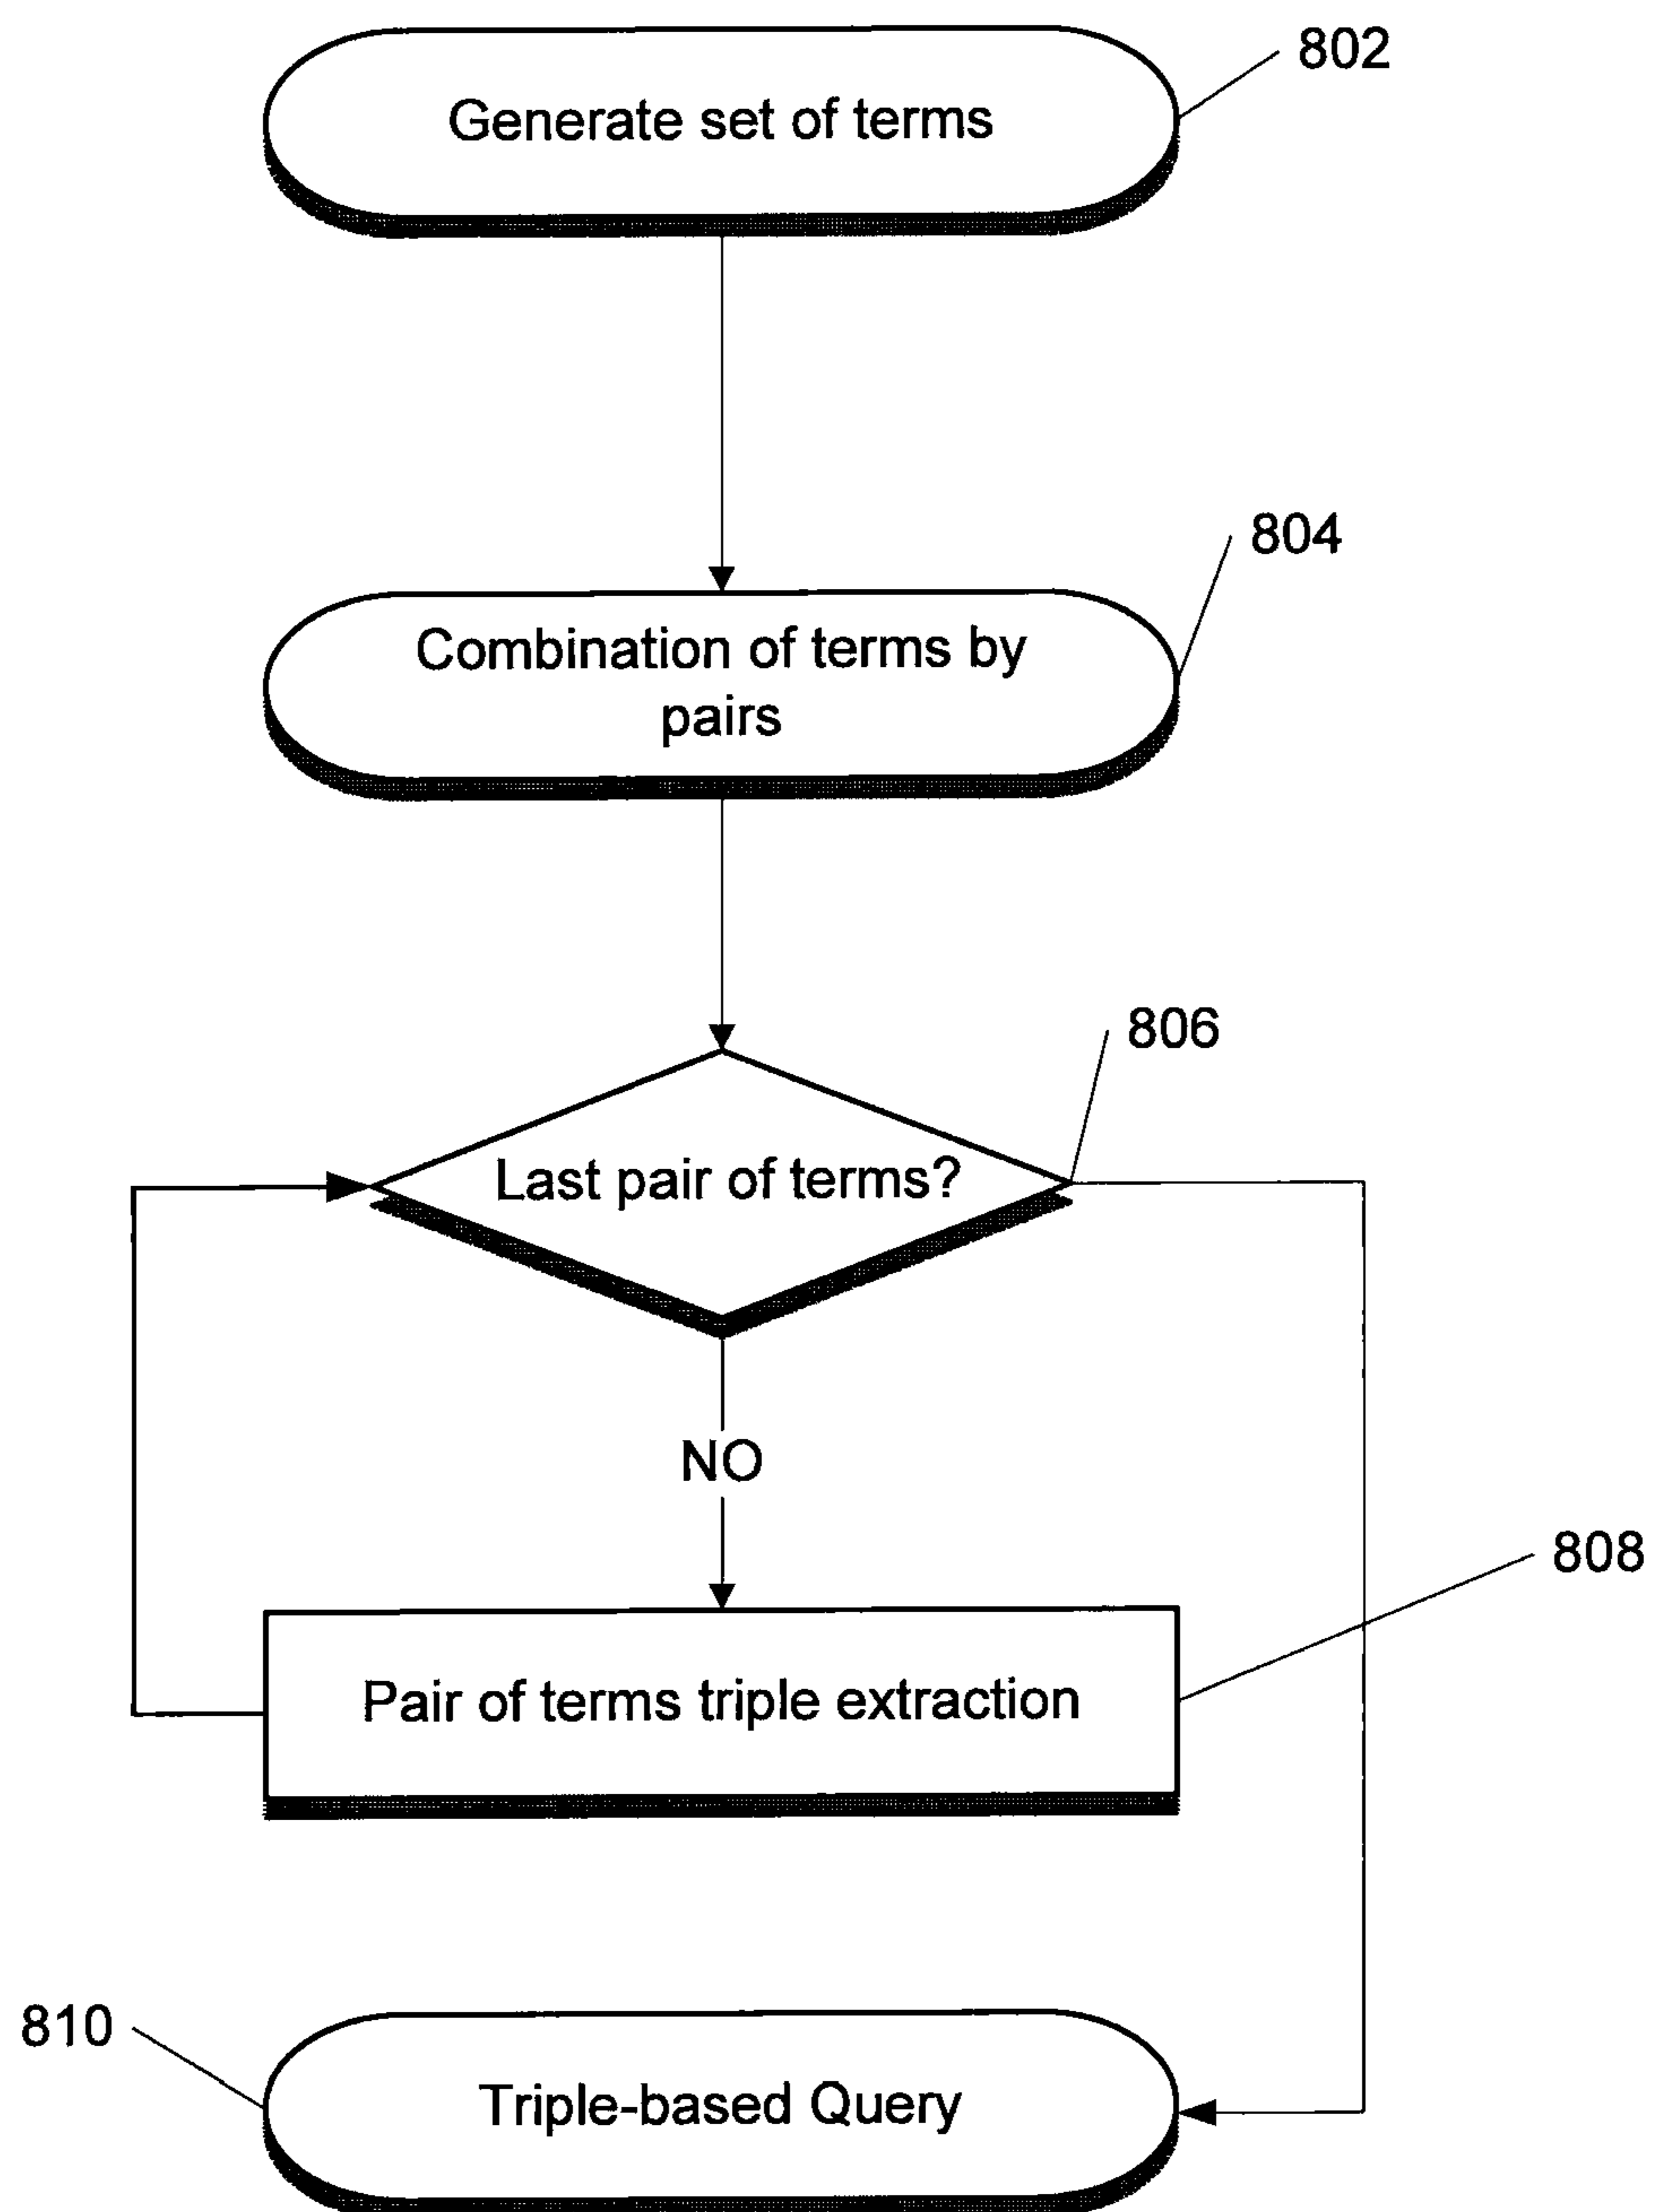 802
Generate set of terms
804
Combination of terms by
pairs
806
Last pair of terms?
NO
808
Pair of terms triple extraction
810
Triple-based Query